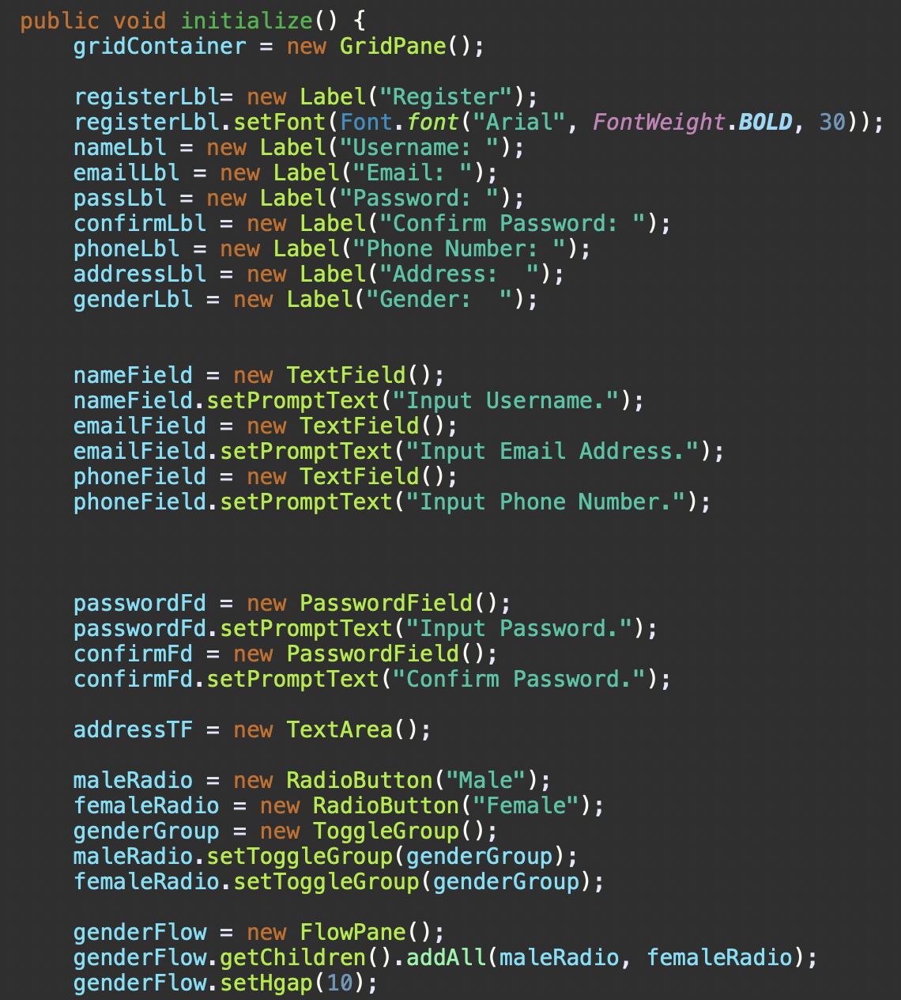 public void initialize() {
gridContainer = new GridPane();
registerLbl= new Label("Register");
registerLbl.setFont(Font.font("Arial", FontWeight.BOLD, 30));
nameLbl = new Label("Username: ");
emailLbl = new Label("Email: ");
passLbl = new Label("Password: ");
confirmLbl = new Label("Confirm Password: ");
phoneLbl = new Label("Phone Number: ");
addressLbl = new Label("Address:  ");
genderLbl = new Label("Gender:  ");
nameField = new TextField();
nameField.setPromptText("Input Username.");
emailField = new TextField();
emailField.setPromptText("Input Email Address.");
phoneField = new TextField();
phoneField.setPromptText("Input Phone Number.");
passwordFd = new PasswordField();
passwordFd.setPromptText("Input Password.");
confirmFd = new PasswordField();
confirmFd.setPromptText("Confirm Password.");
addressTF = new TextArea();
maleRadio = new RadioButton("Male");
femaleRadio = new RadioButton("Female");
genderGroup = new ToggleGroup();
maleRadio.setToggleGroup(genderGroup);
femaleRadio.setToggleGroup(genderGroup);
genderFlow = new FlowPane();
genderFlow.getChildren().addAll(maleRadio, femaleRadio);
genderFlow.setHgap(10);